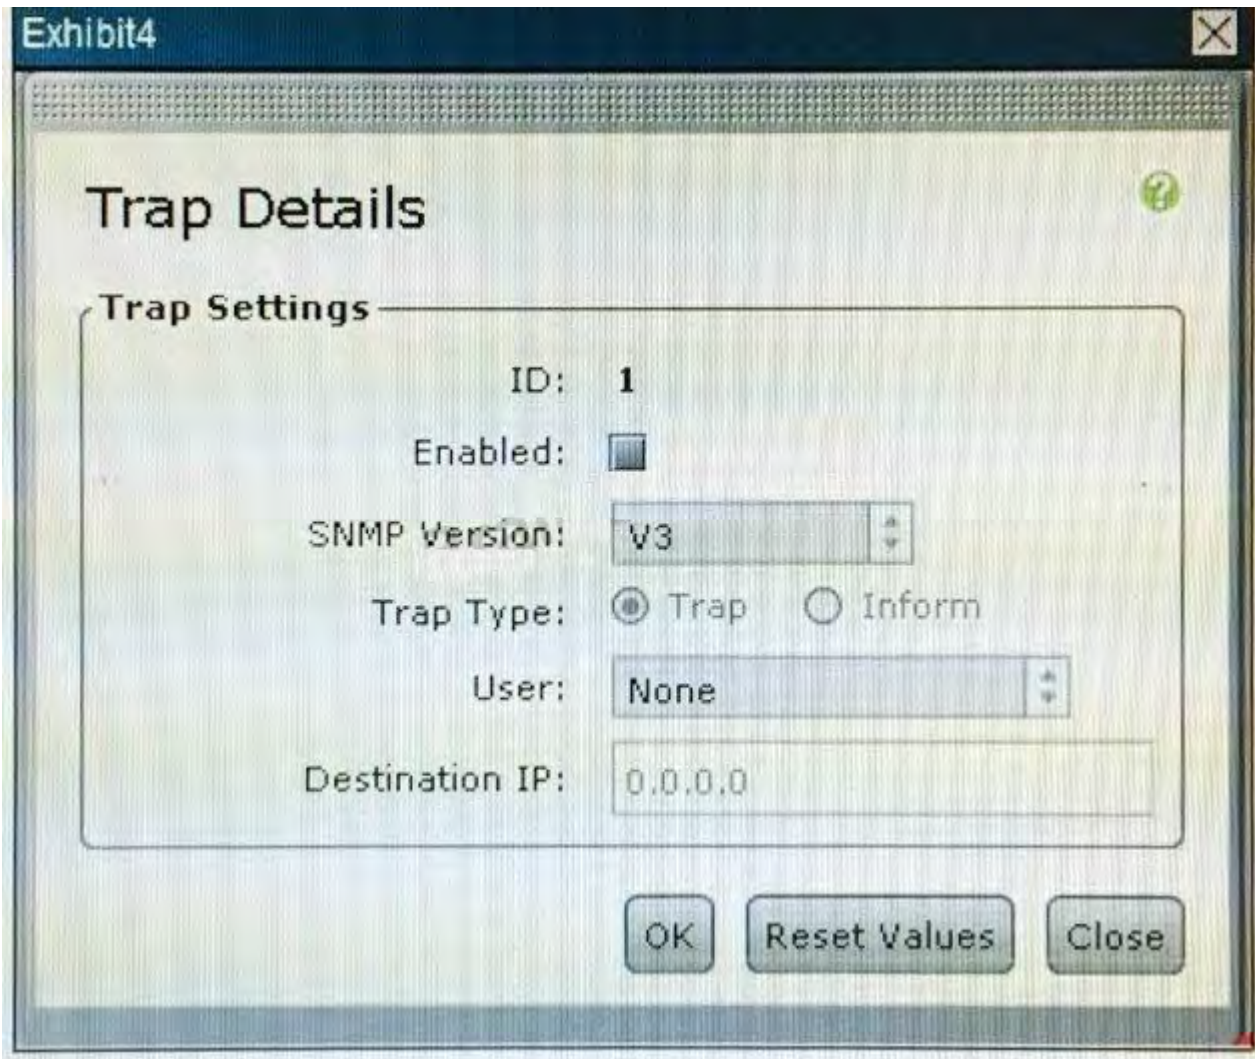 Exhibit4
Trap Details
Trap Settings
ID: 1
Enabled:
SNMP Version: V3
Trap Type: Trap Inform
User: None
Destination IP: 0.0.0.0
OK Reset Values Close